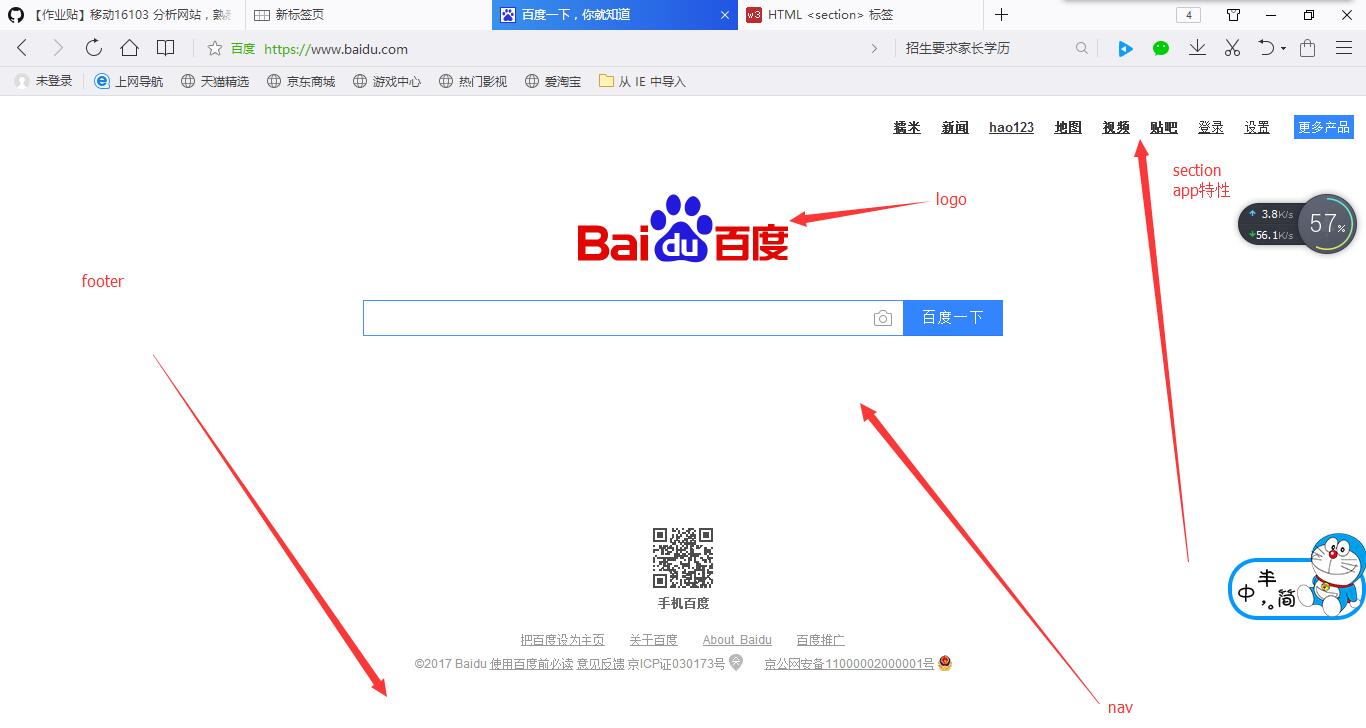 【作业贴】移动16103 分析网站，熟
新标签页
百度一下，你就知道
HTML <section> 标签
4
百度 https://www.baidu.com
招生要求家长学历
未登录
上网导航
天猫精选
京东商城
游戏中心
热门影视
爱淘宝
从 IE 中导入
糯米 新闻 hao123 地图 视频 贴吧 登录 设置 更多产品
section
app特性
logo
Bai du 百度
3.8K/s
56.1K/s
57%
footer
百度一下
中 半 ,。 简
手机百度
把百度设为主页 关于百度 About Baidu 百度推广
©2017 Baidu 使用百度前必读 意见反馈 京ICP证030173号 京公网安备11000002000001号
nav